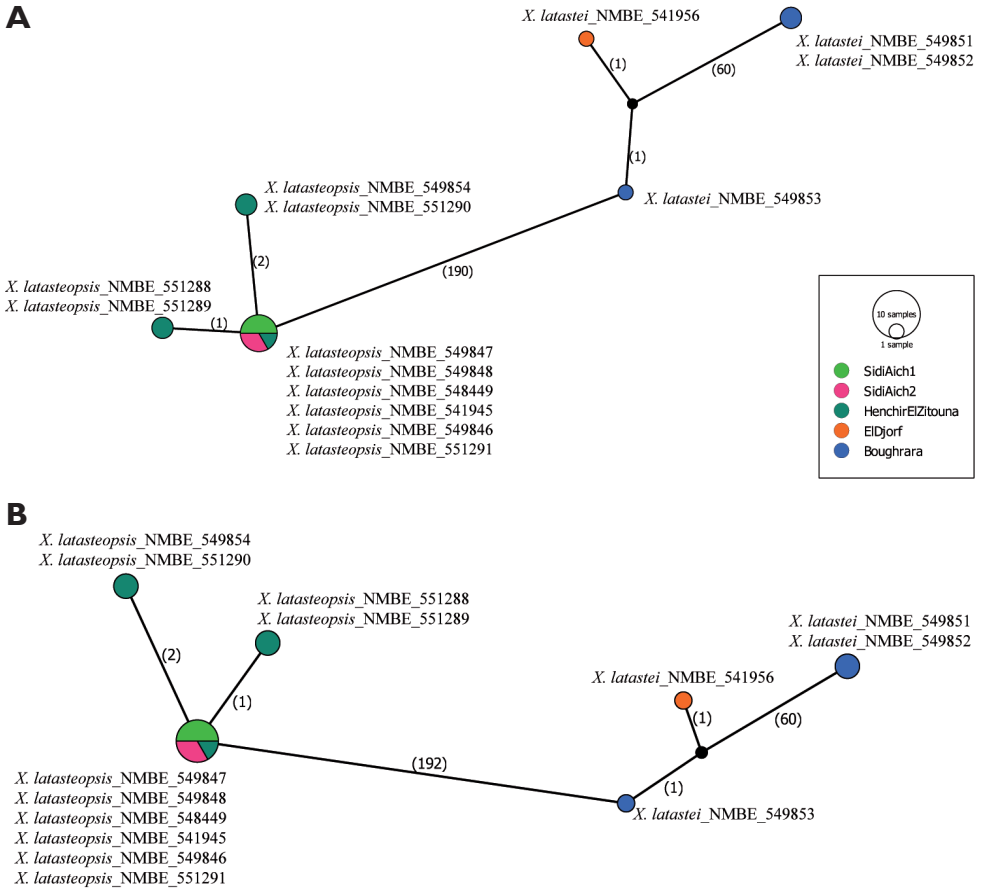 A
X. latastei_NMBE_541956
X. latastei_NMBE_549851
X. latastei_NMBE_549852
(1)
(60)
(1)
X. latasteopsis_NMBE_549854
X. latasteopsis_NMBE_551290
X. latastei_NMBE_549853
(2)
(190)
X. latasteopsis_NMBE_551288
X. latasteopsis_NMBE_551289
(1)
X. latasteopsis_NMBE_549847
X. latasteopsis_NMBE_549848
X. latasteopsis_NMBE_548449
X. latasteopsis_NMBE_541945
X. latasteopsis_NMBE_549846
X. latasteopsis_NMBE_551291
10 samples
1 sample
SidiAich1
SidiAich2
HenchirElZitouna
ElDjorf
Boughrara
B
X. latasteopsis_NMBE_549854
X. latasteopsis_NMBE_551290
X. latasteopsis_NMBE_551288
X. latasteopsis_NMBE_551289
X. latastei_NMBE_549851
X. latastei_NMBE_549852
(2)
(1)
X. latastei_NMBE_541956
(1)
(60)
(192)
(1)
X. latastei_NMBE_549853
X. latasteopsis_NMBE_549847
X. latasteopsis_NMBE_549848
X. latasteopsis_NMBE_548449
X. latasteopsis_NMBE_541945
X. latasteopsis_NMBE_549846
X. latasteopsis_NMBE_551291